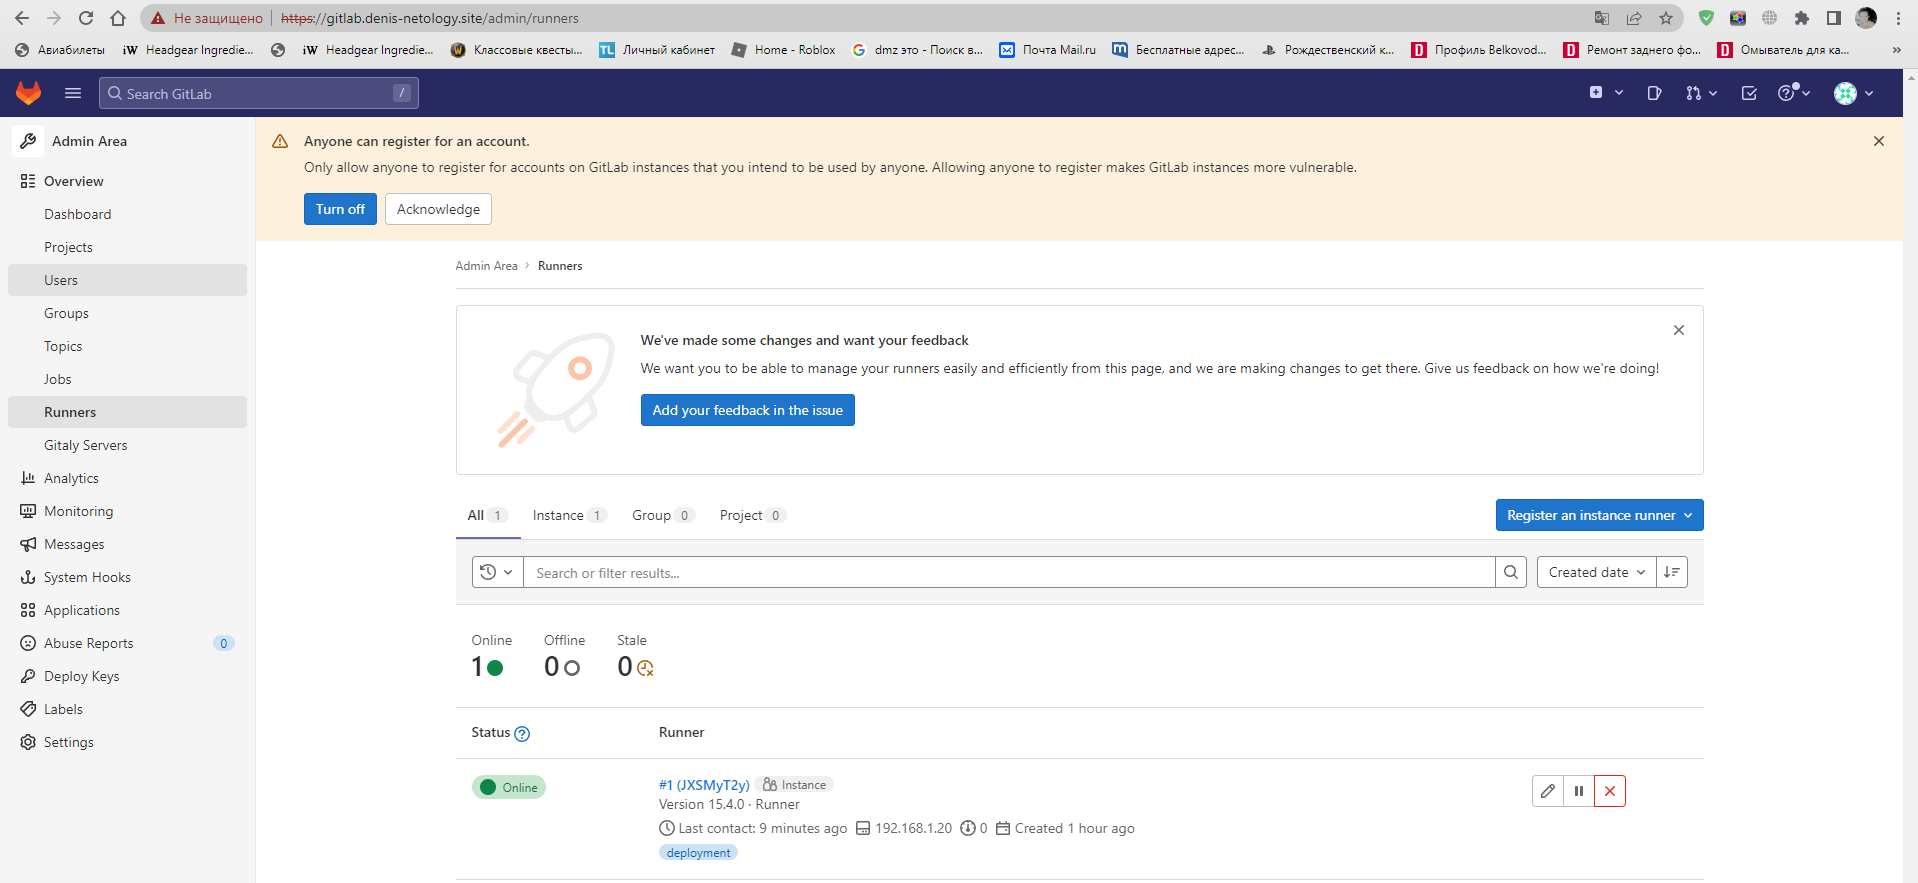 Не защищено | https://gitlab.denis-netology.site/admin/runners
Авиабилеты iW Headgear Ingredie... iW Headgear Ingredie... Классовые квесты... TL Личный кабинет Home - Roblox dmz это - Поиск в... Почта Mail.ru Бесплатные адрес... Рождественский к... D Профиль Belkovod... D Ремонт заднего фо... D Омыватель для ка... »
Search GitLab /
Admin Area
Overview
Dashboard
Projects
Users
Groups
Topics
Jobs
Runners
Gitaly Servers
Analytics
Monitoring
Messages
System Hooks
Applications
Abuse Reports 0
Deploy Keys
Labels
Settings
Anyone can register for an account.
Only allow anyone to register for accounts on GitLab instances that you intend to be used by anyone. Allowing anyone to register makes GitLab instances more vulnerable.
Turn off Acknowledge
Admin Area › Runners
We've made some changes and want your feedback
We want you to be able to manage your runners easily and efficiently from this page, and we are making changes to get there. Give us feedback on how we're doing!
Add your feedback in the issue
All 1 Instance 1 Group 0 Project 0 Register an instance runner
Search or filter results... Created date
Online Offline Stale
1 0 0
Status ? Runner
Online #1 (JXSMyT2y) Instance
Version 15.4.0 · Runner
Last contact: 9 minutes ago 192.168.1.20 0 Created 1 hour ago
deployment